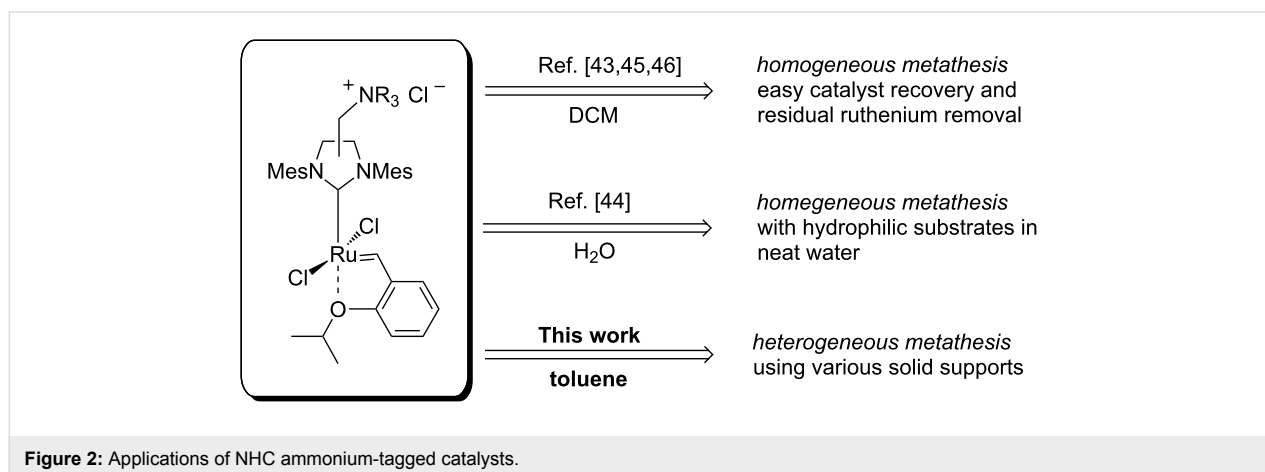 +
NR3 Cl –
MesN NMes
Cl
Ru
Cl
O
Ref. [43,45,46]
DCM
homogeneous metathesis
easy catalyst recovery and
residual ruthenium removal
Ref. [44]
H2O
homegeneous metathesis
with hydrophilic substrates in
neat water
This work
toluene
heterogeneous metathesis
using various solid supports
Figure 2: Applications of NHC ammonium-tagged catalysts.